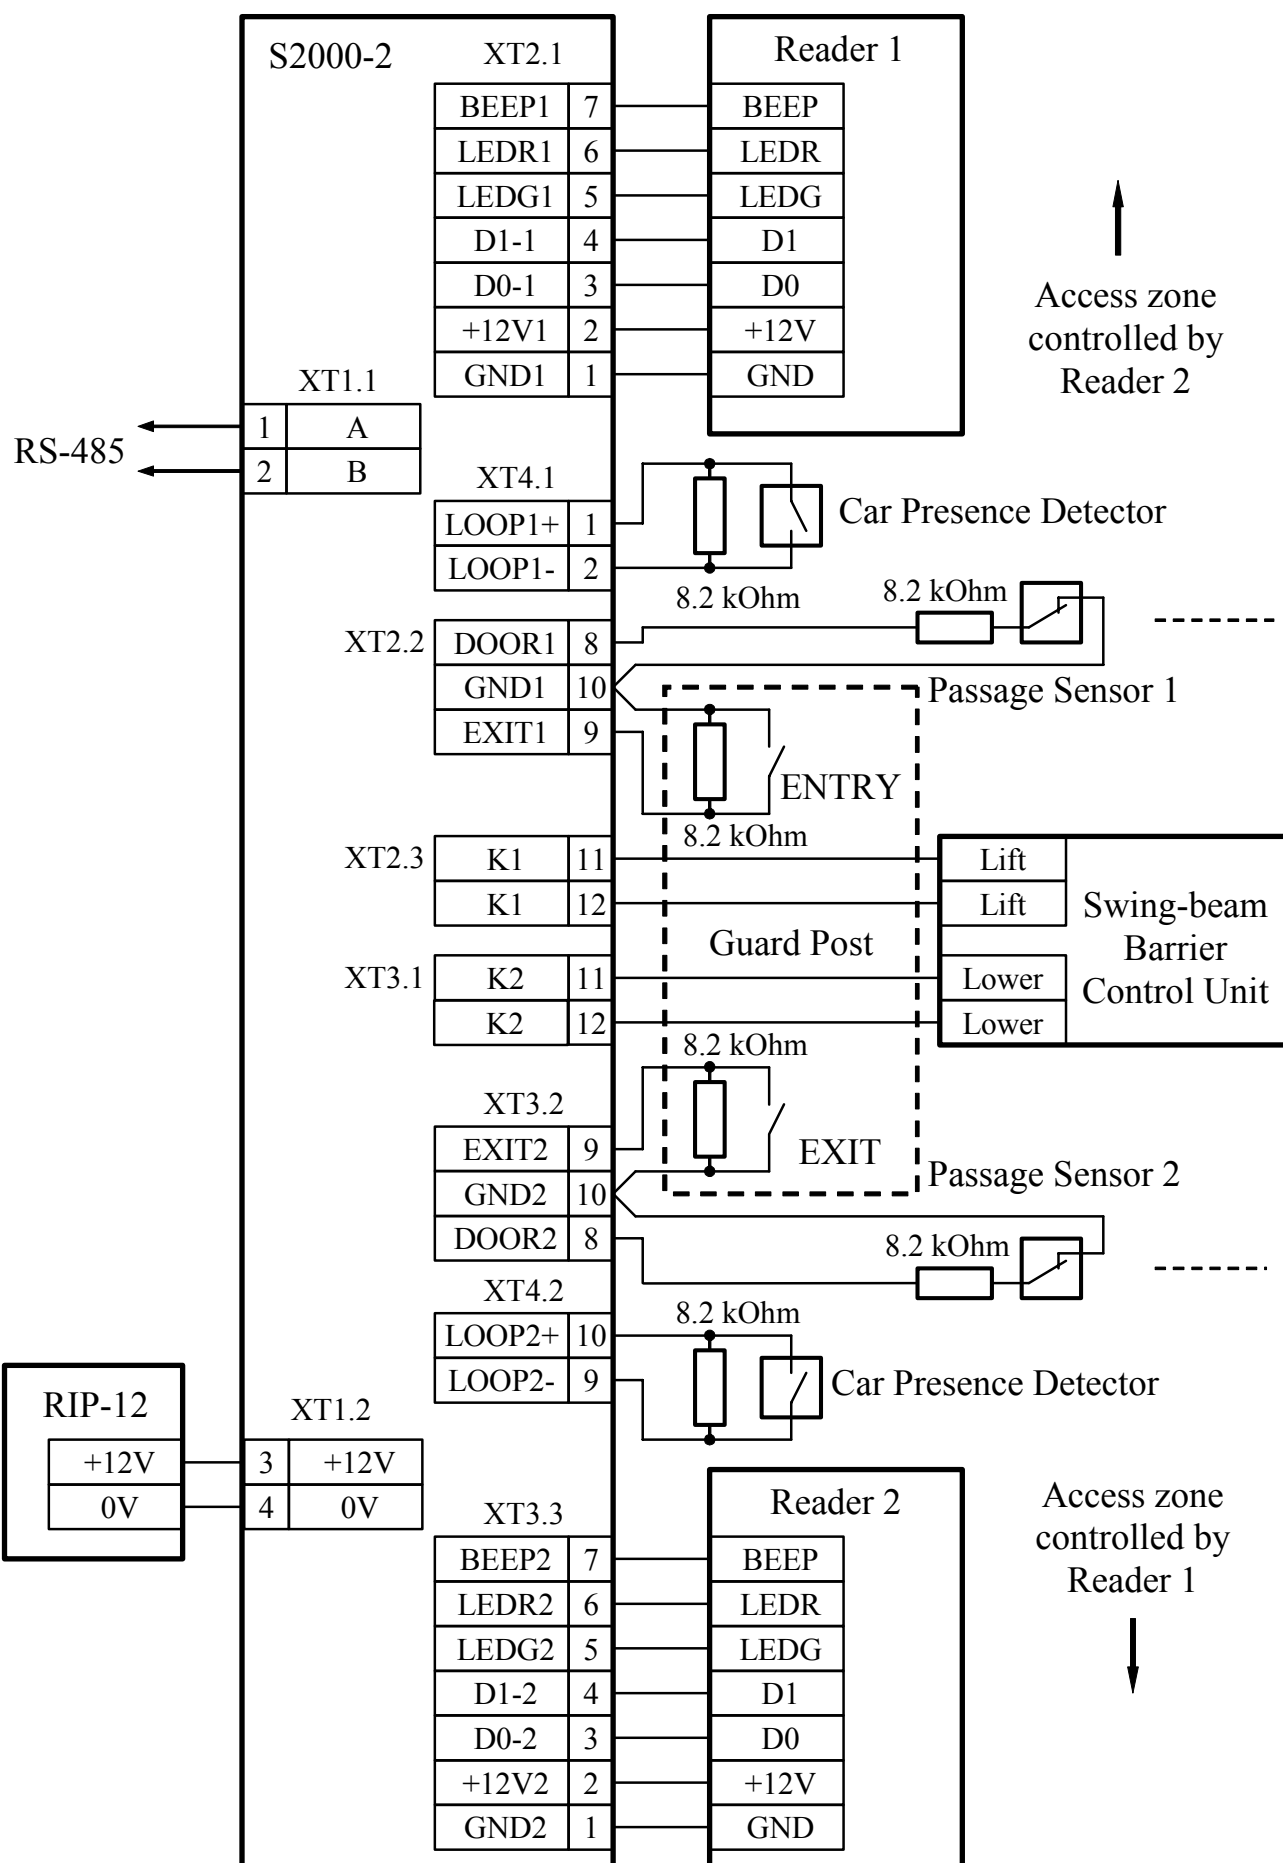 S2000-2
XT2.1
BEEP1 7
LEDR1 6
LEDG1 5
D1-1 4
D0-1 3
+12V1 2
GND1 1
Reader 1
BEEP
LEDR
LEDG
D1
D0
+12V
GND
Access zone
controlled by
Reader 2
RS-485
XT1.1
1 A
2 B
XT4.1
LOOP1+ 1
LOOP1- 2
8.2 kOhm
Car Presence Detector
XT2.2
DOOR1 8
GND1 10
EXIT1 9
8.2 kOhm
Passage Sensor 1
ENTRY
8.2 kOhm
XT2.3
K1 11
K1 12
XT3.1
K2 11
K2 12
Guard Post
Lift
Lift
Lower
Lower
Swing-beam
Barrier
Control Unit
8.2 kOhm
XT3.2
EXIT2 9
GND2 10
DOOR2 8
EXIT
Passage Sensor 2
8.2 kOhm
XT4.2
LOOP2+ 10
LOOP2- 9
8.2 kOhm
Car Presence Detector
RIP-12
+12V
0V
XT1.2
3 +12V
4 0V
XT3.3
BEEP2 7
LEDR2 6
LEDG2 5
D1-2 4
D0-2 3
+12V2 2
GND2 1
Reader 2
BEEP
LEDR
LEDG
D1
D0
+12V
GND
Access zone
controlled by
Reader 1